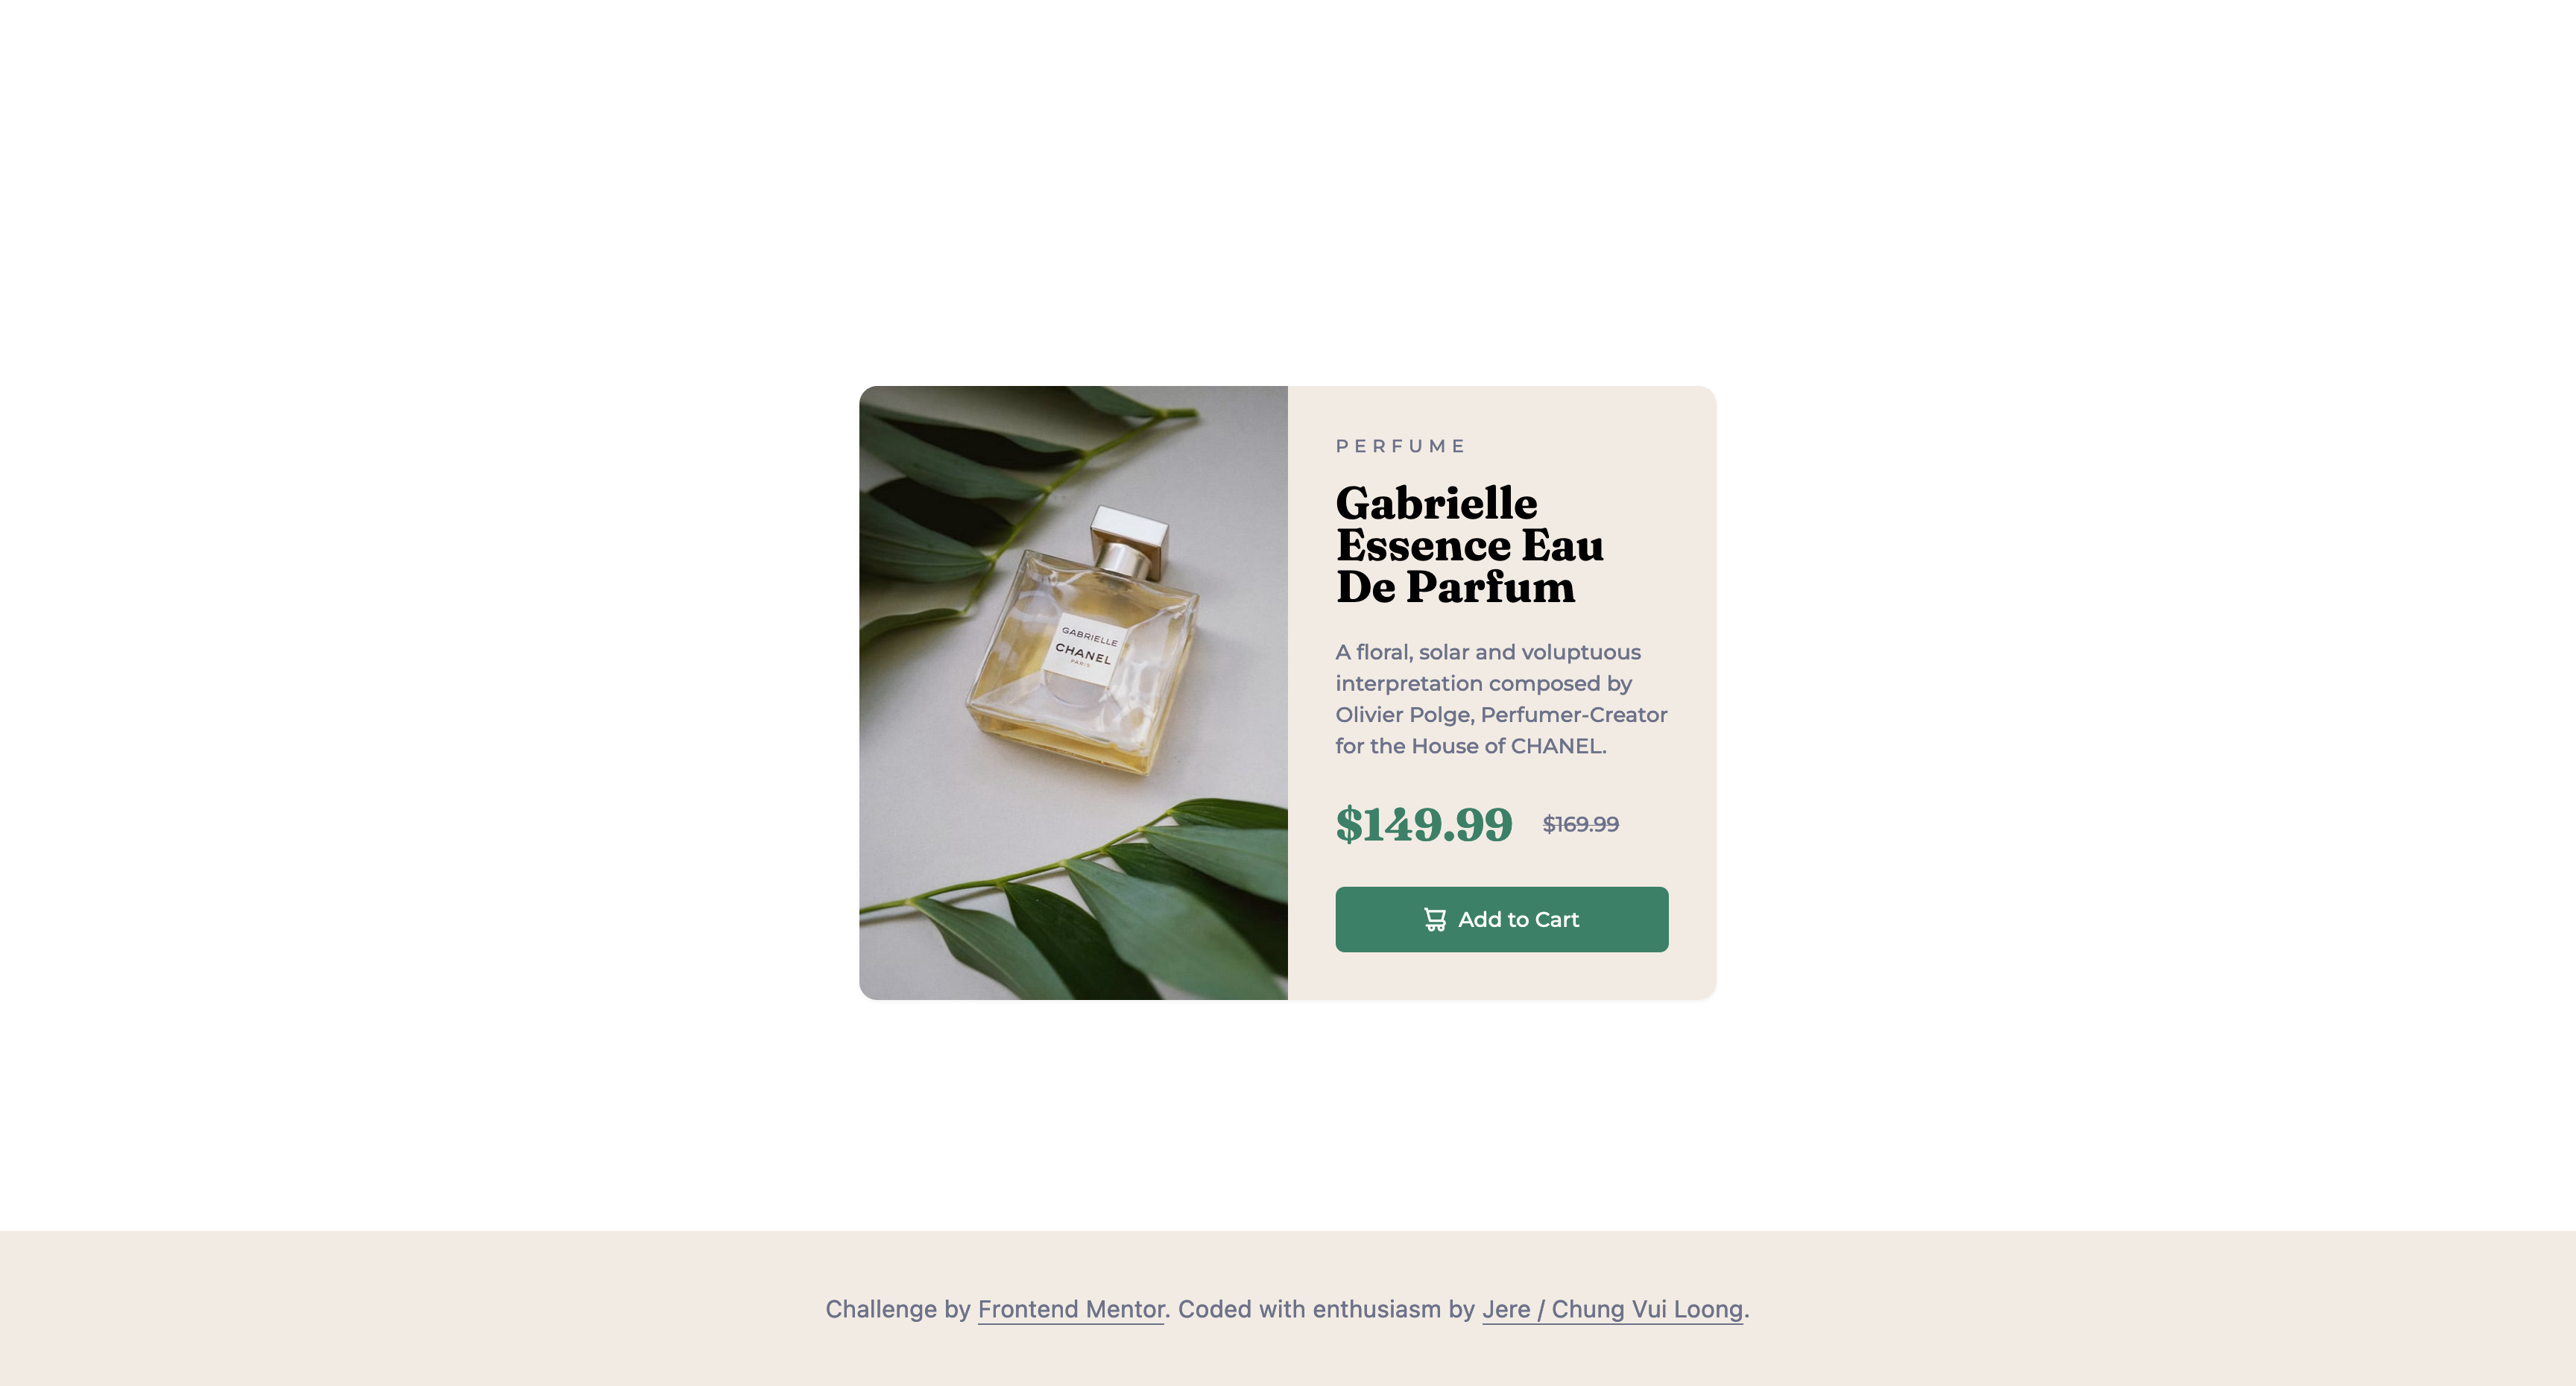 GABRIELLE
CHANEL
PARIS
PERFUME
Gabrielle
Essence Eau
De Parfum
A floral, solar and voluptuous
interpretation composed by
Olivier Polge, Perfumer-Creator
for the House of CHANEL.
$149.99 $169.99
Add to Cart
Challenge by Frontend Mentor. Coded with enthusiasm by Jere / Chung Vui Loong.